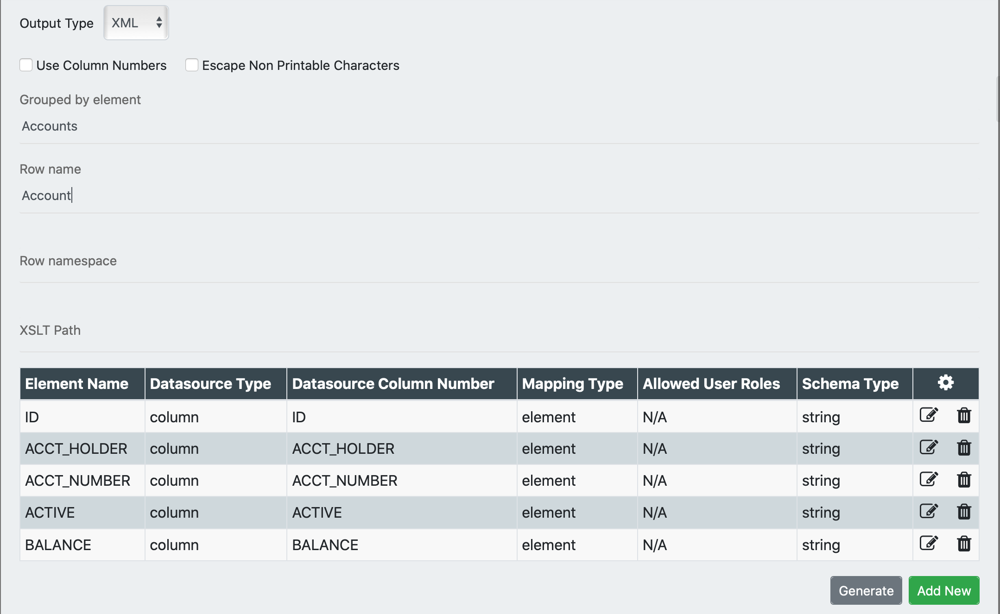 Output Type XML
Use Column Numbers Escape Non Printable Characters
Grouped by element
Accounts
Row name
Account
Row namespace
XSLT Path
Element Name Datasource Type Datasource Column Number Mapping Type Allowed User Roles Schema Type
ID column ID element N/A string
ACCT_HOLDER column ACCT_HOLDER element N/A string
ACCT_NUMBER column ACCT_NUMBER element N/A string
ACTIVE column ACTIVE element N/A string
BALANCE column BALANCE element N/A string
Generate Add New